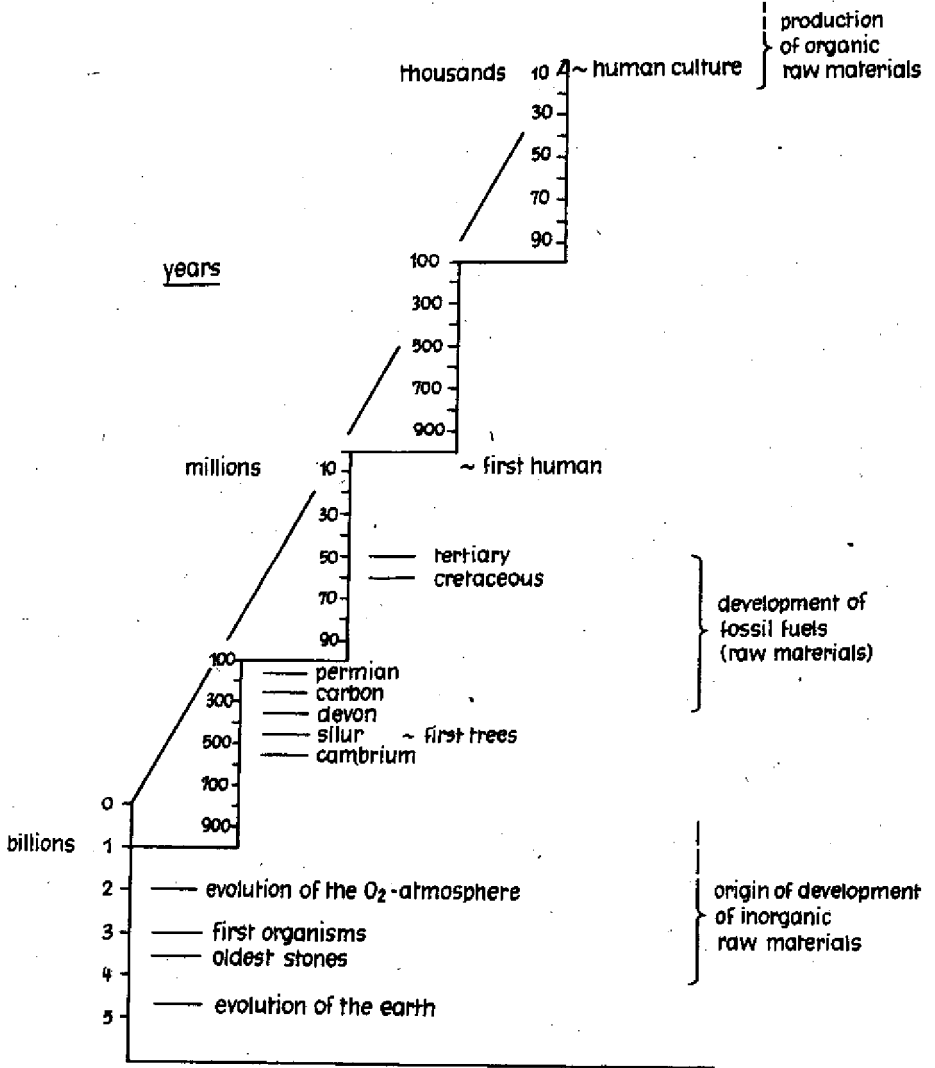 production
of organic
raw materials
thousands 10 ~ human culture
30
50
70
90
100
years
300
500
700
900
millions 10 ~ first human
30
50 tertiary
cretaceous
70
90
development of
fossil fuels
(raw materials)
100
permian
carbon
300
devon
silur ~ first trees
500
cambrium
700
0
900
billions 1
2 evolution of the O₂-atmosphere
origin of development
of inorganic
raw materials
3 first organisms
oldest stones
4
evolution of the earth
5